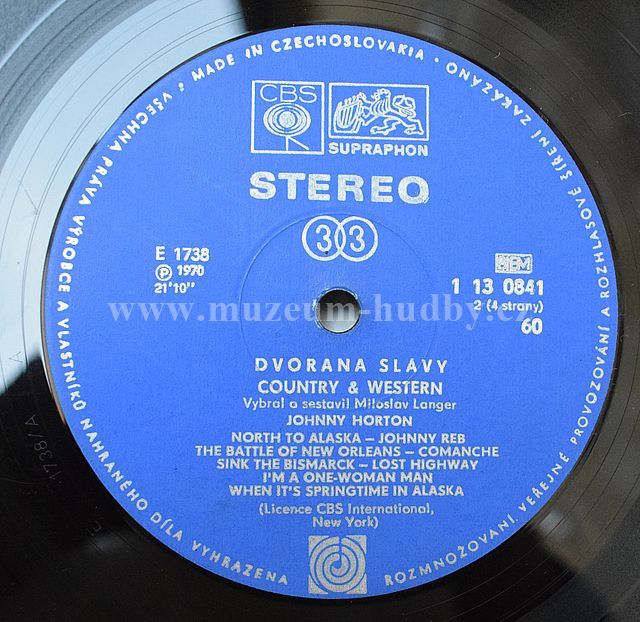 VŠECHNA PRÁVA VÝROBCE A VLASTNÍKŮ NAHRANÉHO DÍLA VYHRAZENA
MADE IN CZECHOSLOVAKIA •
ROZMNOŽOVÁNÍ, VEŘEJNÉ PROVOZOVÁNÍ A ROZHLASOVÉ ŠÍŘENÍ ZAKÁZÁNO
CBS
SUPRAPHON
STEREO
33
E 1738
Ⓟ 1970
21'10"
1 13 0841
2 (4 strany)
60
www.muzeum-hudby.cz
DVORANA SLÁVY
COUNTRY & WESTERN
Vybral a sestavil Miloslav Langer
JOHNNY HORTON
NORTH TO ALASKA – JOHNNY REB
THE BATTLE OF NEW ORLEANS – COMANCHE
SINK THE BISMARCK – LOST HIGHWAY
I'M A ONE-WOMAN MAN
WHEN IT'S SPRINGTIME IN ALASKA
(Licence CBS International,
New York)
1738/A